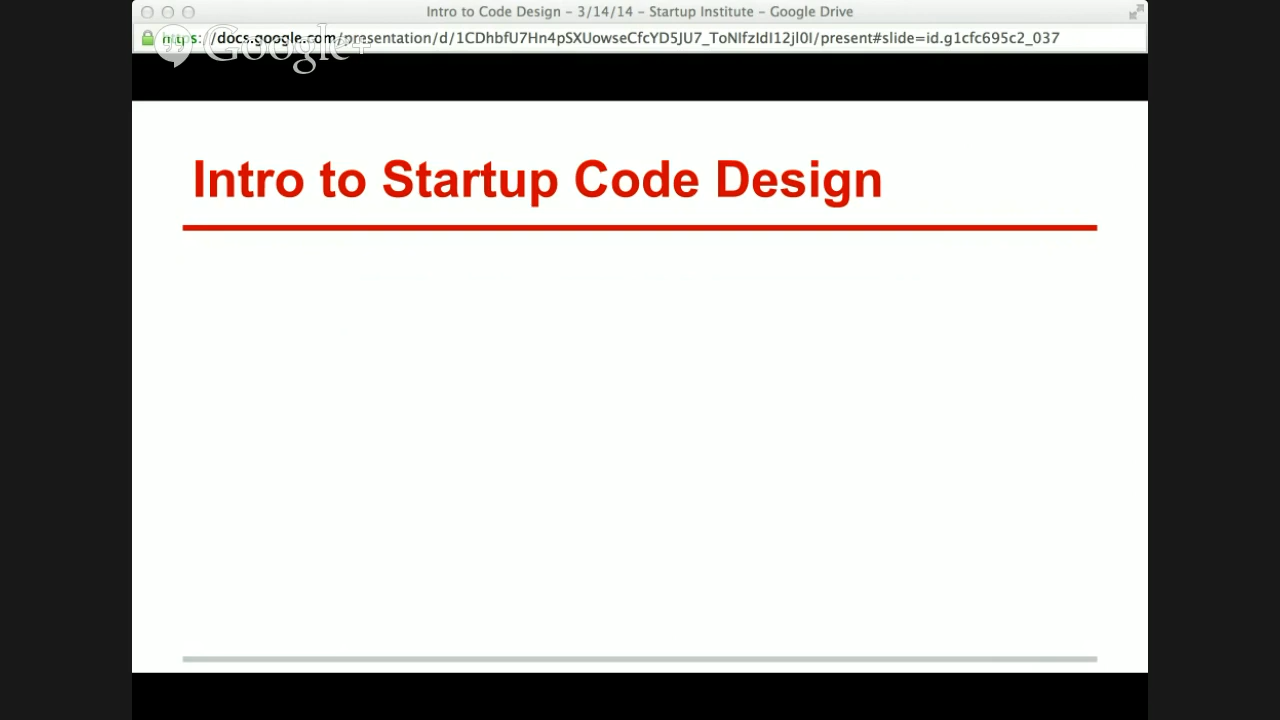 Intro to Code Design – 3/14/14 – Startup Institute – Google Drive
https://docs.google.com/presentation/d/1CDhbfU7Hn4pSXUowseCfcYD5JU7_ToNIfzIdI12jl0I/present#slide=id.g1cfc695c2_037
Google+
Intro to Startup Code Design